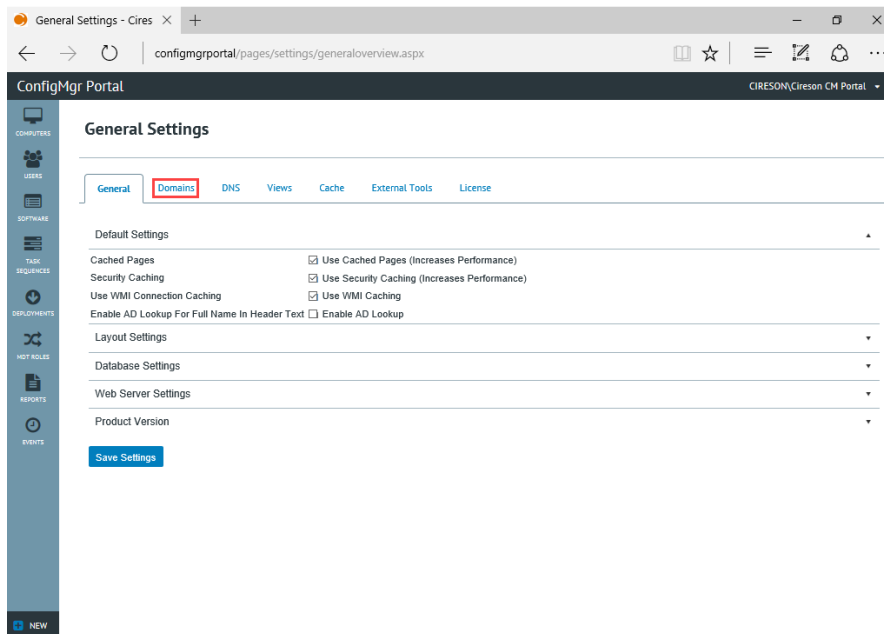 General Settings - Cires
configmgrportal/pages/settings/generaloverview.aspx
ConfigMgr Portal
CIRESON\Cireson CM Portal
COMPUTERS
USERS
SOFTWARE
TASK
SEQUENCES
DEPLOYMENTS
MDT ROLES
REPORTS
EVENTS
NEW
General Settings
General Domains DNS Views Cache External Tools License
Default Settings
Cached Pages Use Cached Pages (Increases Performance)
Security Caching Use Security Caching (Increases Performance)
Use WMI Connection Caching Use WMI Caching
Enable AD Lookup For Full Name In Header Text Enable AD Lookup
Layout Settings
Database Settings
Web Server Settings
Product Version
Save Settings